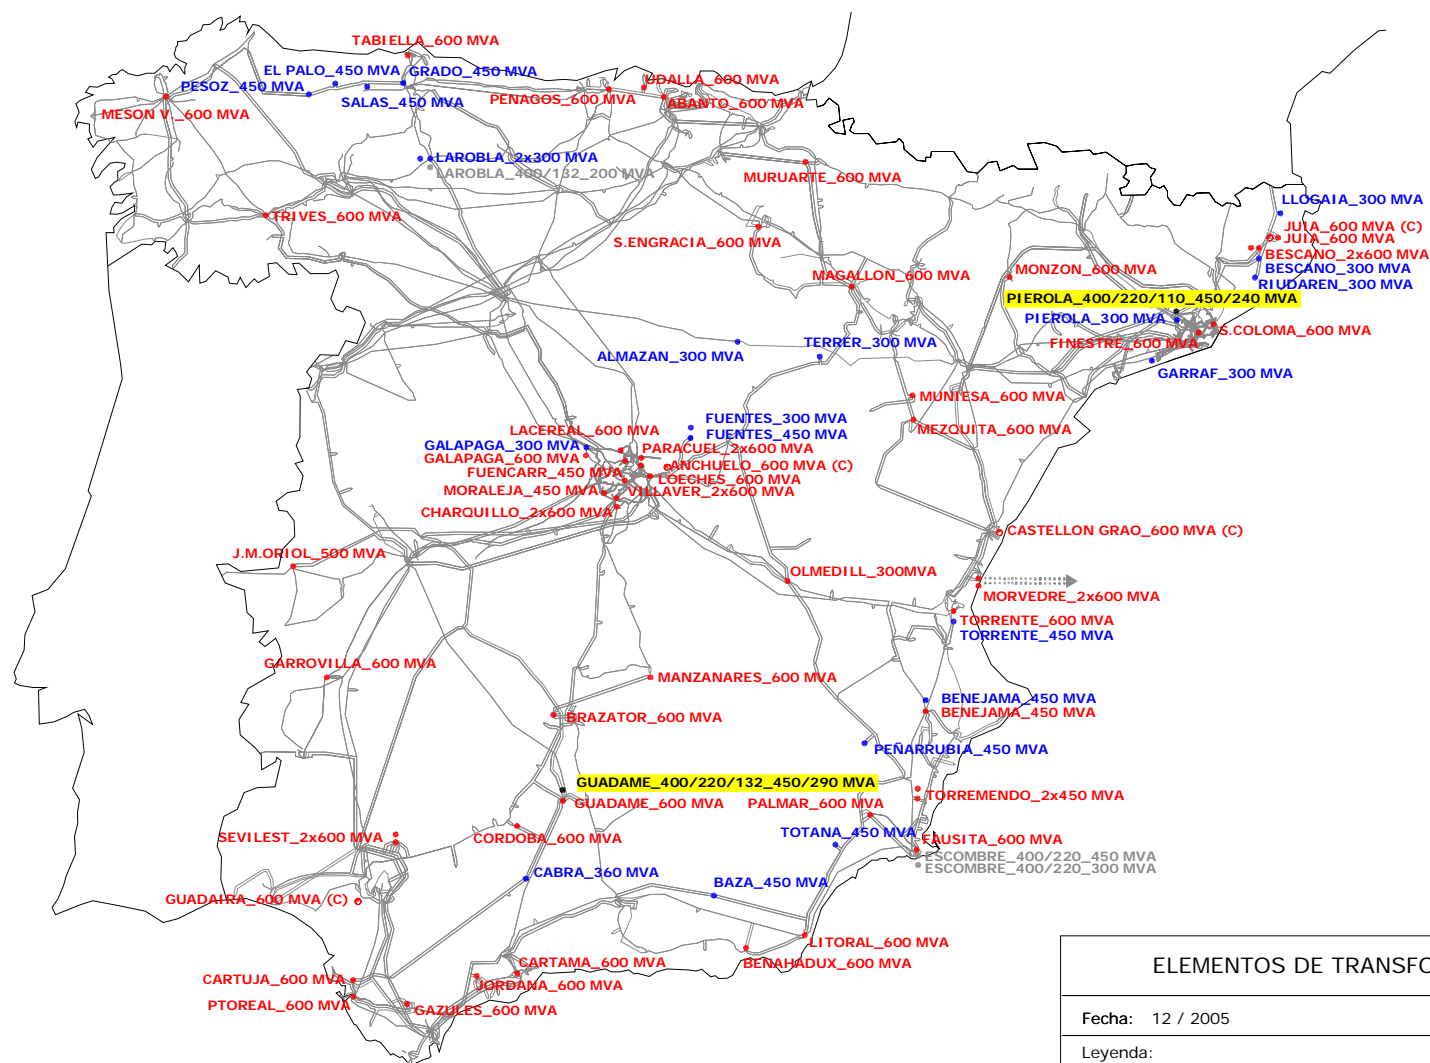 TABIELLA_600 MVA
EL PALO_450 MVA
GRADO_450 MVA
UDALLA_600 MVA
PESOZ_450 MVA
SALAS_450 MVA
PENAGOS_600 MVA
ABANTO_600 MVA
MESON V._600 MVA
LAROBLA_2x300 MVA
LAROBLA_400/132_200 MVA
MURUARTE_600 MVA
LLOGAIA_300 MVA
TRIVES_600 MVA
JUIA_600 MVA (C)
JUIA_600 MVA
S.ENGRACIA_600 MVA
BESCANO_2x600 MVA
BESCANO_300 MVA
MAGALLON_600 MVA
MONZON_600 MVA
RIUDAREN_300 MVA
PIEROLA_400/220/110_450/240 MVA
PIEROLA_300 MVA
S.COLOMA_600 MVA
TERRER_300 MVA
FINESTRE_600 MVA
ALMAZAN_300 MVA
GARRAF_300 MVA
MUNIESA_600 MVA
FUENTES_300 MVA
LACEREAL_600 MVA
MEZQUITA_600 MVA
FUENTES_450 MVA
GALAPAGA_300 MVA
PARACUEL_2x600 MVA
GALAPAGA_600 MVA
ANCHUELO_600 MVA (C)
FUENCARR_450 MVA
LOECHES_600 MVA
MORALEJA_450 MVA
VILLAVER_2x600 MVA
CHARQUILLO_2x600 MVA
CASTELLON GRAO_600 MVA (C)
J.M.ORIOL_500 MVA
OLMEDILL_300MVA
MORVEDRE_2x600 MVA
TORRENTE_600 MVA
TORRENTE_450 MVA
GARROVILLA_600 MVA
MANZANARES_600 MVA
BENEJAMA_450 MVA
BENEJAMA_450 MVA
BRAZATOR_600 MVA
PEÑARRUBIA_450 MVA
GUADAME_400/220/132_450/290 MVA
GUADAME_600 MVA
PALMAR_600 MVA
TORREMENDO_2x450 MVA
SEVILEST_2x600 MVA
CORDOBA_600 MVA
TOTANA_450 MVA
FAUSITA_600 MVA
ESCOMBRE_400/220_450 MVA
ESCOMBRE_400/220_300 MVA
CABRA_360 MVA
BAZA_450 MVA
GUADAIRA_600 MVA (C)
LITORAL_600 MVA
BENAHADUX_600 MVA
CARTAMA_600 MVA
CARTUJA_600 MVA
JORDANA_600 MVA
PTOREAL_600 MVA
GAZULES_600 MVA
ELEMENTOS DE TRANSFO
Fecha: 12 / 2005
Leyenda: